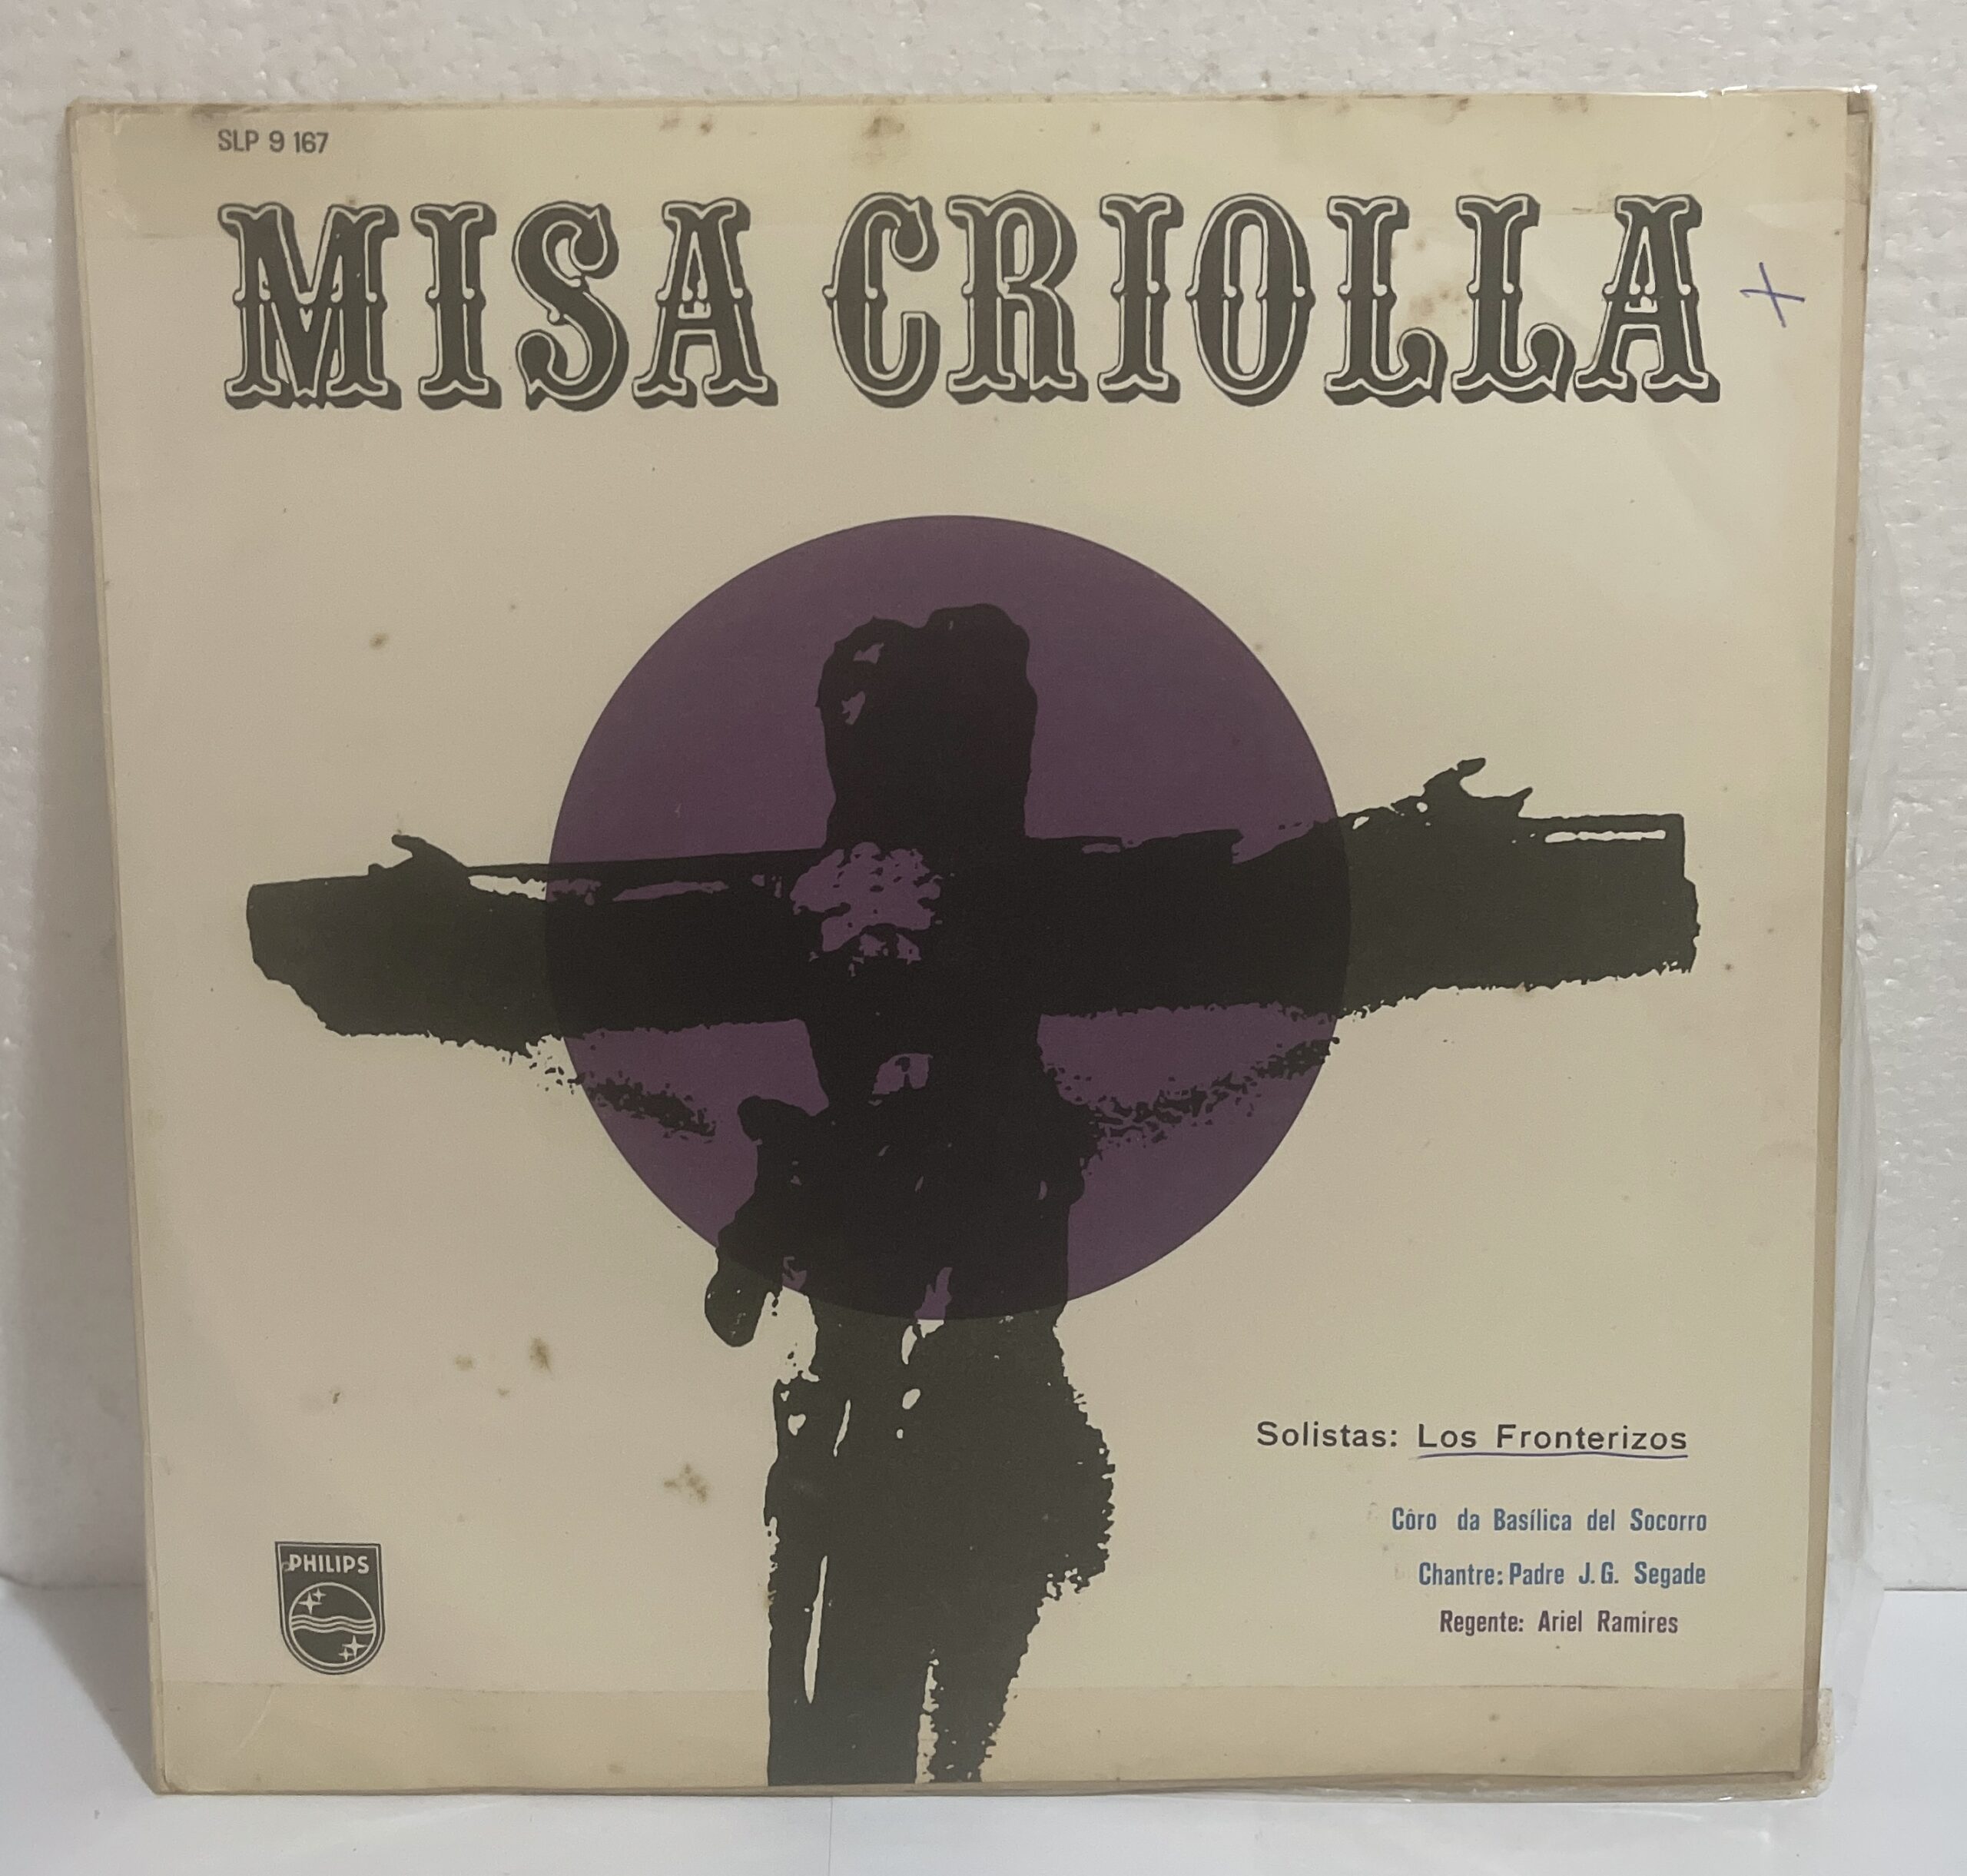 SLP 9 167
MISA CRIOLLA
Solistas: Los Fronterizos
Côro da Basílica del Socorro
Chantre: Padre J. G. Segade
Regente: Ariel Ramires
PHILIPS